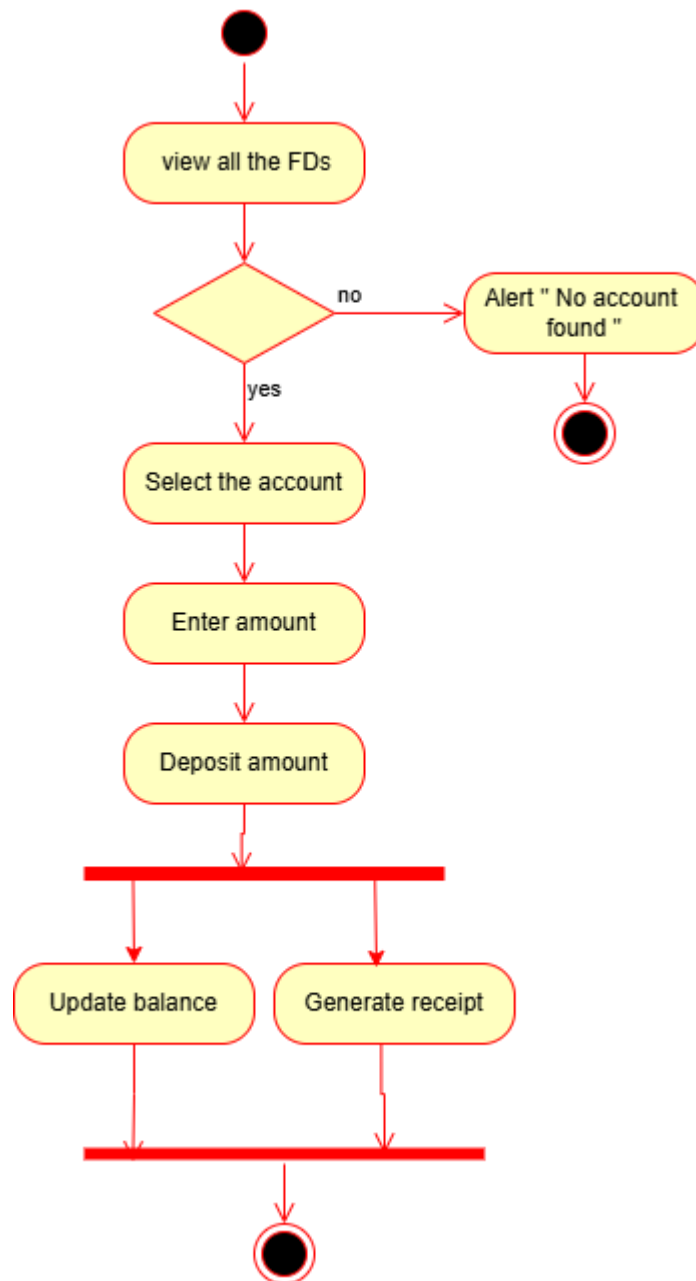 view all the FDs
no
Alert " No account
found "
yes
Select the account
Enter amount
Deposit amount
Update balance
Generate receipt